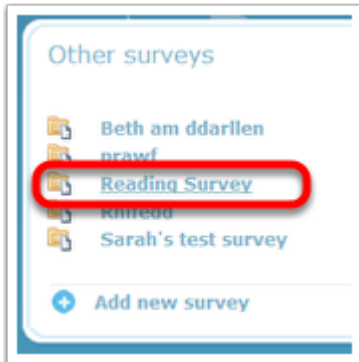 Other surveys
Beth am ddarllen
prawf
Reading Survey
Rhifedd
Sarah's test survey
Add new survey